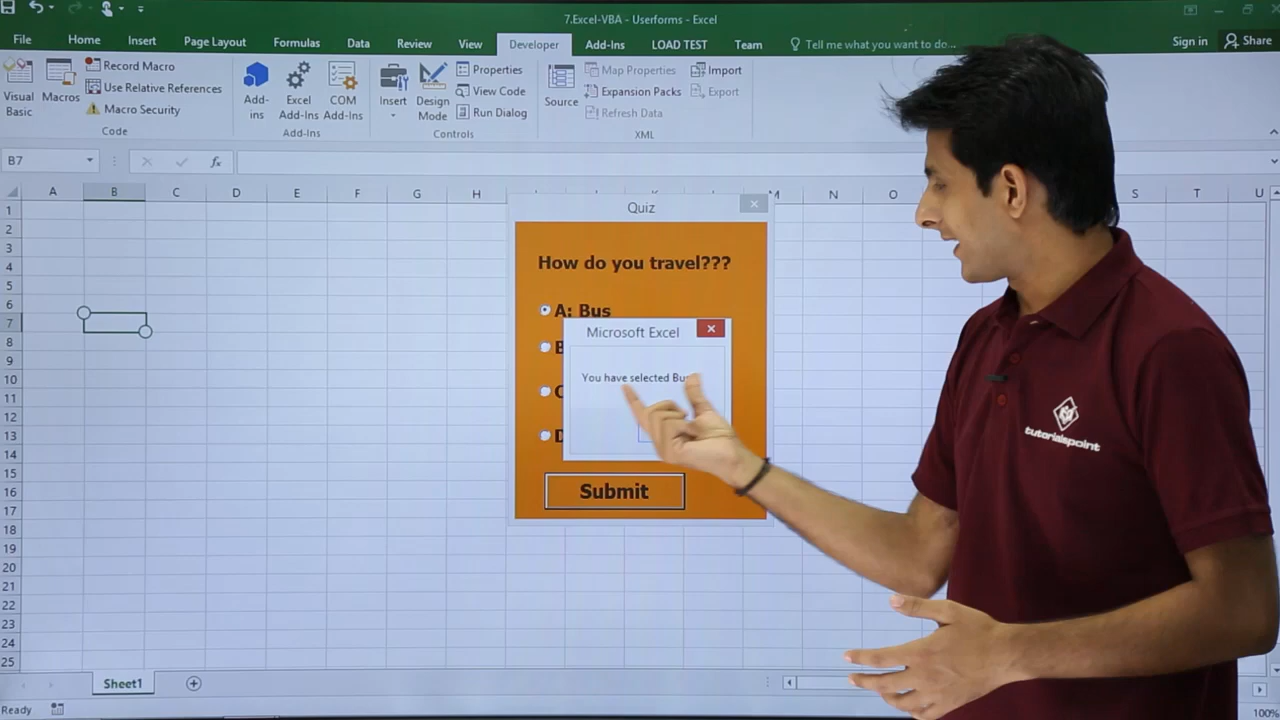 7.Excel-VBA - Userforms - Excel
File Home Insert Page Layout Formulas Data Review View Developer Add-Ins LOAD TEST Team Tell me what you want to do... Sign in Share
Visual Basic
Macros
Record Macro
Use Relative References
Macro Security
Code
Add-ins
Excel Add-Ins
COM Add-Ins
Add-Ins
Insert
Design Mode
Properties
View Code
Run Dialog
Controls
Source
Map Properties
Expansion Packs
Refresh Data
Import
Export
XML
B7 fx
A B C D E F G H M N O S T U
1
2
3
4
5
6
7
8
9
10
11
12
13
14
15
16
17
18
19
20
21
22
23
24
25
Quiz
How do you travel???
A: Bus
Microsoft Excel
You have selected Bus
Submit
tutorialspoint
Sheet1
Ready
100%